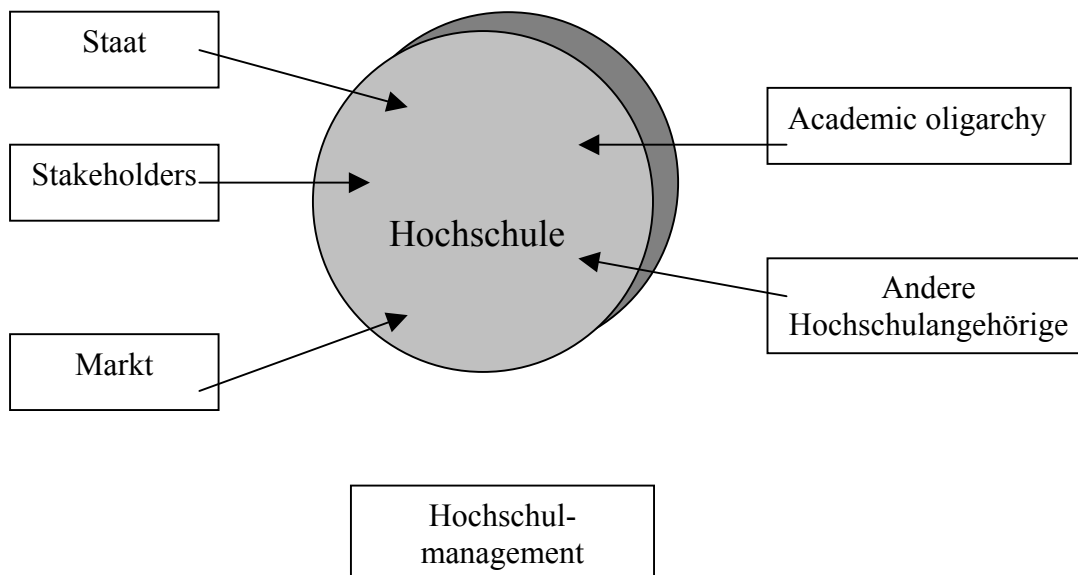 Staat
Academic oligarchy
Stakeholders
Hochschule
Andere
Hochschulangehörige
Markt
Hochschul-
management